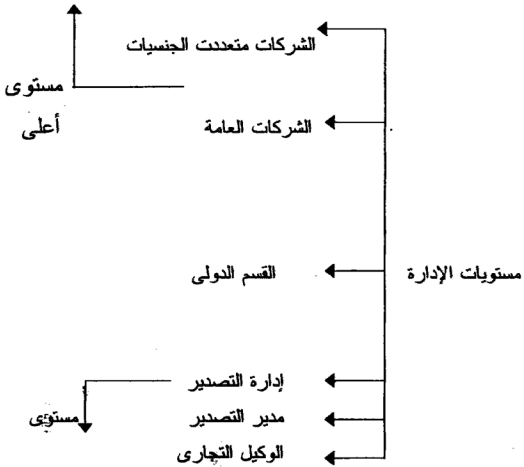 الشركات متعددت الجنسيات
مستوى
أعلى
الشركات العامة
مستويات الإدارة
القسم الدولى
إدارة التصدير
مدير التصدير
مستوى
الوكيل التجارى